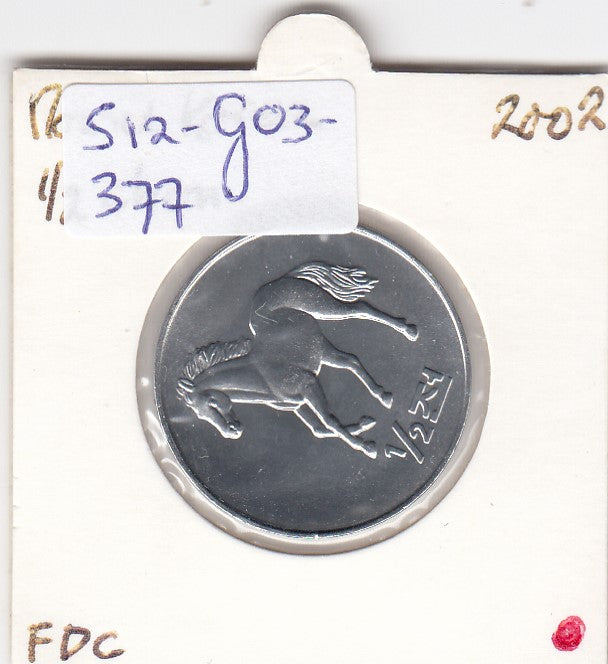 2002
S12-g03-
377
1/2 전
FDC